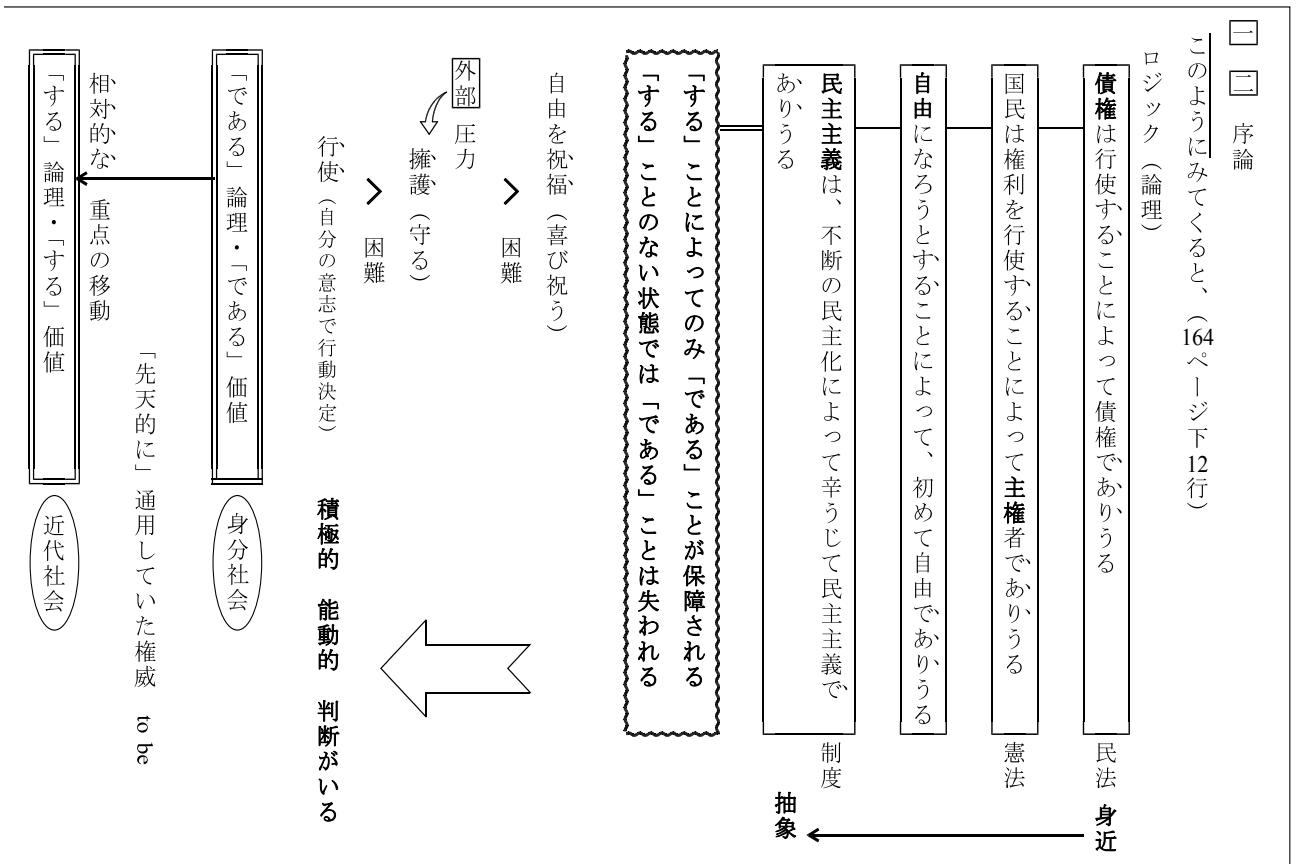 一 二 序論
このようにみてくると、（164ページ下12行）
ロジック（論理）
債権は行使することによって債権でありうる 民法 身近
国民は権利を行使することによって主権者でありうる 憲法
自由になろうとすることによって、初めて自由でありうる
民主主義は、不断の民主化によって辛うじて民主主義で 制度
ありうる 抽象
「する」ことによってのみ「である」ことが保障される
「する」ことのない状態では「である」ことは失われる
自由を祝福（喜び祝う）
＞ 困難
外部 圧力
擁護（守る）
＞ 困難
行使（自分の意志で行動決定） 積極的 能動的 判断がいる
「である」論理・「である」価値 身分社会
「先天的に」通用していた権威 to be
相対的な 重点の移動
「する」論理・「する」価値 近代社会